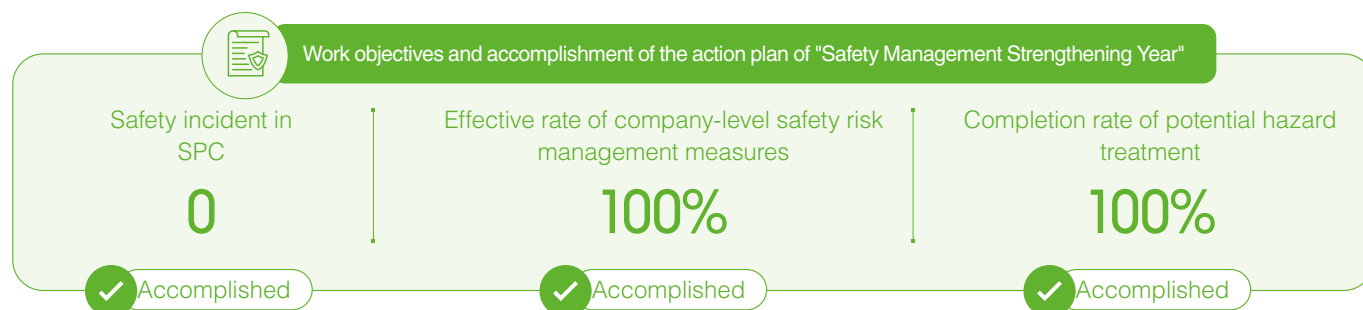 Work objectives and accomplishment of the action plan of "Safety Management Strengthening Year"
Safety incident in
SPC
0
Accomplished
Effective rate of company-level safety risk
management measures
100%
Accomplished
Completion rate of potential hazard
treatment
100%
Accomplished